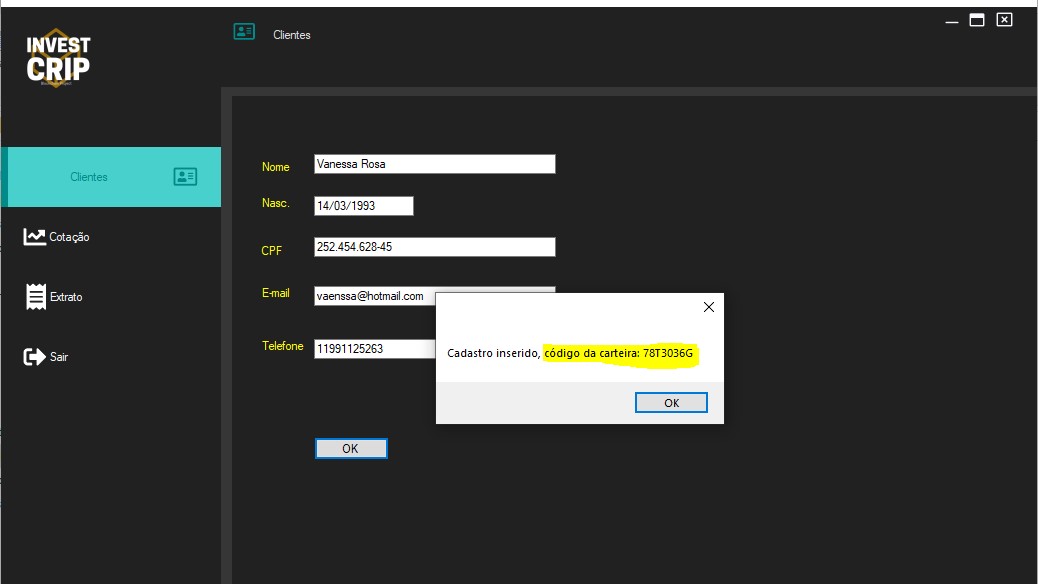 INVEST
CRIP
Clientes
Clientes
Cotação
Extrato
Sair
Nome
Vanessa Rosa
Nasc.
14/03/1993
CPF
252.454.628-45
E-mail
vaenssa@hotmail.com
Telefone
11991125263
Cadastro inserido, código da carteira: 78T3036G
OK
OK